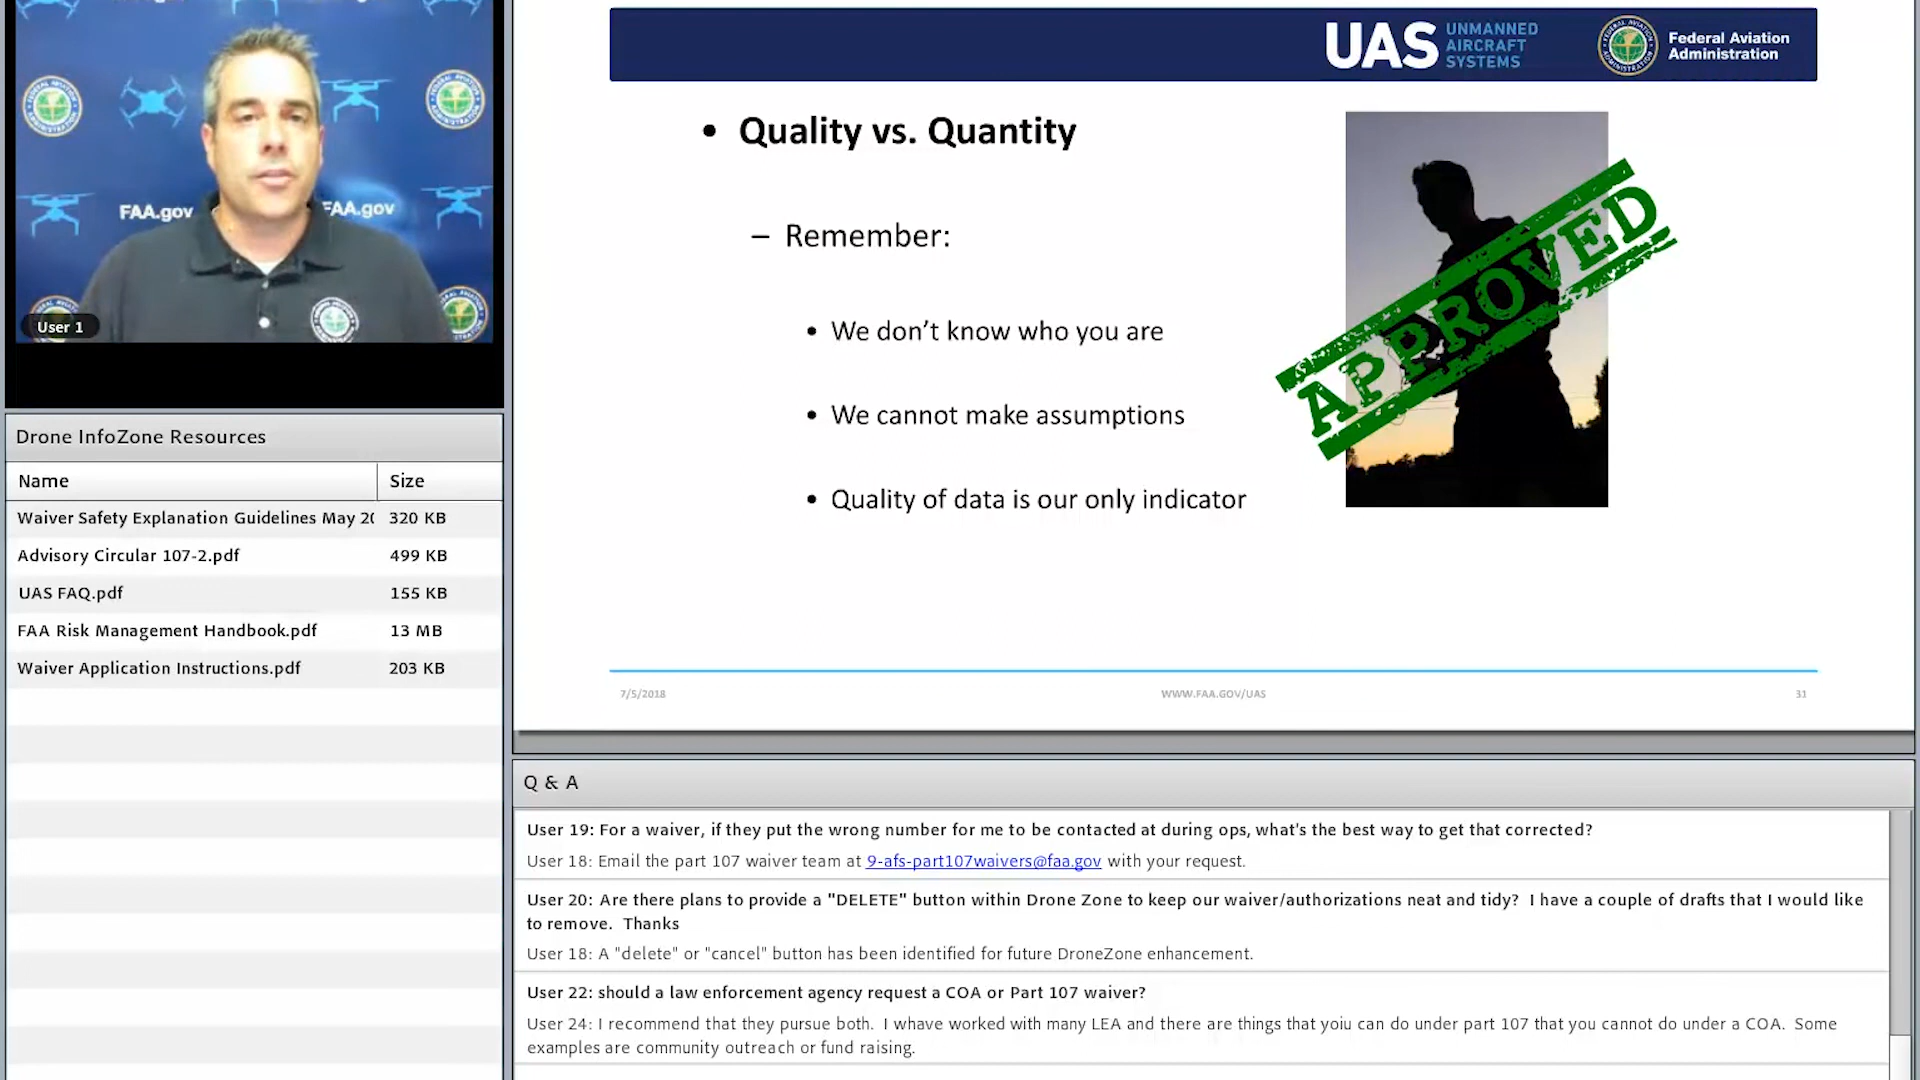 FAA.gov
FAA.gov
User 1
Drone InfoZone Resources
Name Size
Waiver Safety Explanation Guidelines May 20 320 KB
Advisory Circular 107-2.pdf 499 KB
UAS FAQ.pdf 155 KB
FAA Risk Management Handbook.pdf 13 MB
Waiver Application Instructions.pdf 203 KB
UAS UNMANNED
AIRCRAFT
SYSTEMS
Federal Aviation
Administration
• Quality vs. Quantity
– Remember:
• We don’t know who you are
• We cannot make assumptions
• Quality of data is our only indicator
APPROVED
7/5/2018 WWW.FAA.GOV/UAS 31
Q & A
User 19: For a waiver, if they put the wrong number for me to be contacted at during ops, what's the best way to get that corrected?
User 18: Email the part 107 waiver team at 9-afs-part107waivers@faa.gov with your request.
User 20: Are there plans to provide a "DELETE" button within Drone Zone to keep our waiver/authorizations neat and tidy? I have a couple of drafts that I would like
to remove. Thanks
User 18: A "delete" or "cancel" button has been identified for future DroneZone enhancement.
User 22: should a law enforcement agency request a COA or Part 107 waiver?
User 24: I recommend that they pursue both. I whave worked with many LEA and there are things that yoiu can do under part 107 that you cannot do under a COA. Some
examples are community outreach or fund raising.